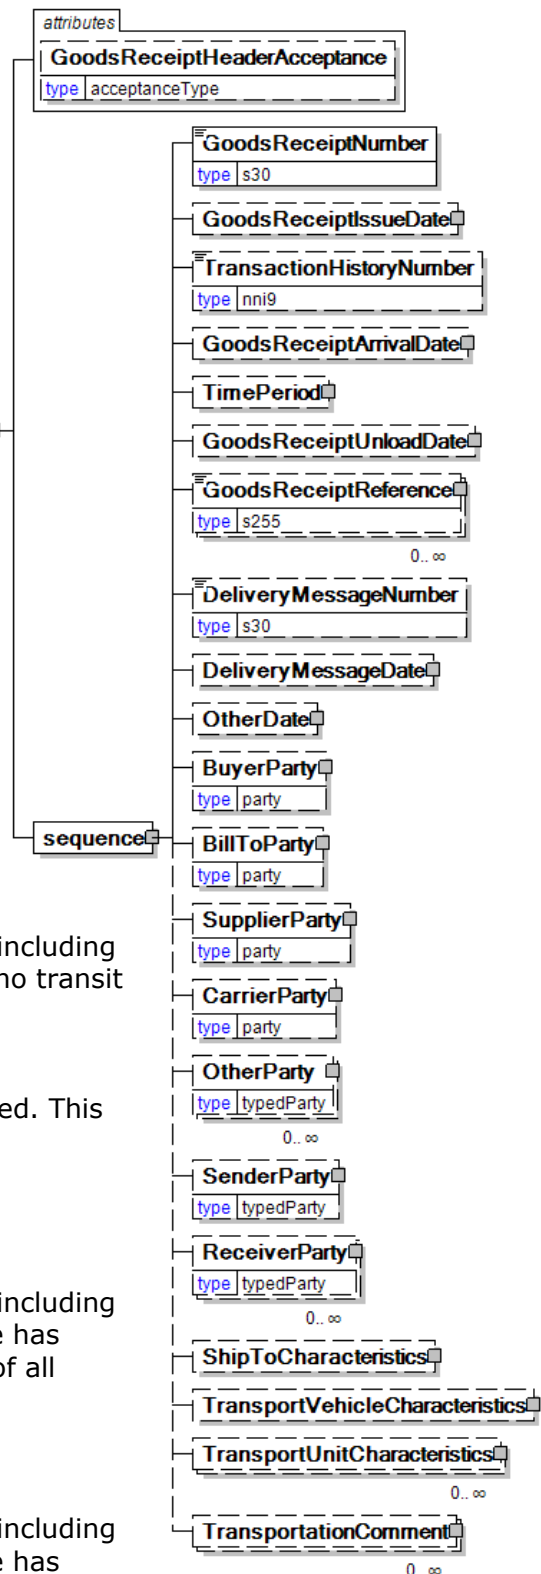 attributes
GoodsReceiptHeaderAcceptance
type acceptanceType
GoodsReceiptNumber
type s30
GoodsReceiptIssueDate
TransactionHistoryNumber
type nni9
GoodsReceiptArrivalDate
TimePeriod
GoodsReceiptUnloadDate
GoodsReceiptReference
type s255
0..∞
DeliveryMessageNumber
type s30
DeliveryMessageDate
OtherDate
BuyerParty
type party
sequence
BillToParty
type party
SupplierParty
type party
including
no transit
CarrierParty
type party
OtherParty
type typedParty
0..∞
ed. This
SenderParty
type typedParty
ReceiverParty
type typedParty
0..∞
including
e has
of all
ShipToCharacteristics
TransportVehicleCharacteristics
TransportUnitCharacteristics
0..∞
including
e has
TransportationComment
0..∞